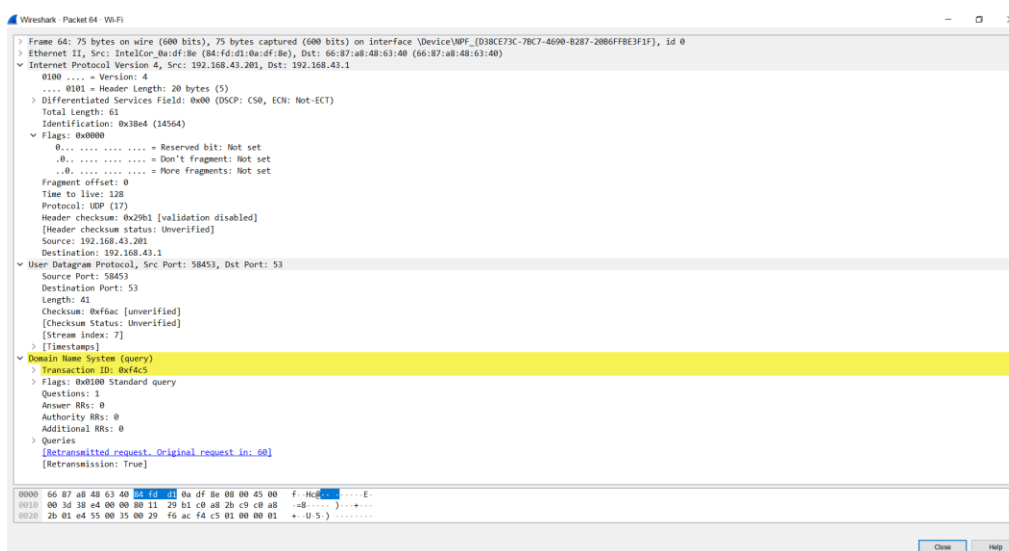 Wireshark · Packet 64 · Wi-Fi
> Frame 64: 75 bytes on wire (600 bits), 75 bytes captured (600 bits) on interface \Device\NPF_{D38CE73C-7BC7-4690-B287-20B6FFBE3F1F}, id 0
> Ethernet II, Src: IntelCor_0a:df:8e (84:fd:d1:0a:df:8e), Dst: 66:87:a8:48:63:40 (66:87:a8:48:63:40)
Internet Protocol Version 4, Src: 192.168.43.201, Dst: 192.168.43.1
0100 .... = Version: 4
.... 0101 = Header Length: 20 bytes (5)
> Differentiated Services Field: 0x00 (DSCP: CS0, ECN: Not-ECT)
Total Length: 61
Identification: 0x38e4 (14564)
Flags: 0x0000
0... .... .... .... = Reserved bit: Not set
.0.. .... .... .... = Don't fragment: Not set
..0. .... .... .... = More fragments: Not set
Fragment offset: 0
Time to live: 128
Protocol: UDP (17)
Header checksum: 0x29b1 [validation disabled]
[Header checksum status: Unverified]
Source: 192.168.43.201
Destination: 192.168.43.1
User Datagram Protocol, Src Port: 58453, Dst Port: 53
Source Port: 58453
Destination Port: 53
Length: 41
Checksum: 0xf6ac [unverified]
[Checksum Status: Unverified]
[Stream index: 7]
> [Timestamps]
Domain Name System (query)
> Transaction ID: 0xf4c5
> Flags: 0x0100 Standard query
Questions: 1
Answer RRs: 0
Authority RRs: 0
Additional RRs: 0
> Queries
[Retransmitted request. Original request in: 60]
[Retransmission: True]
0000 66 87 a8 48 63 40 84 fd d1 0a df 8e 08 00 45 00 f··Hc@·· ······E·
0010 00 3d 38 e4 00 00 80 11 29 b1 c0 a8 2b c9 c0 a8 ·=8····· )···+···
0020 2b 01 e4 55 00 35 00 29 f6 ac f4 c5 01 00 00 01 +··U·5·) ········
Close Help